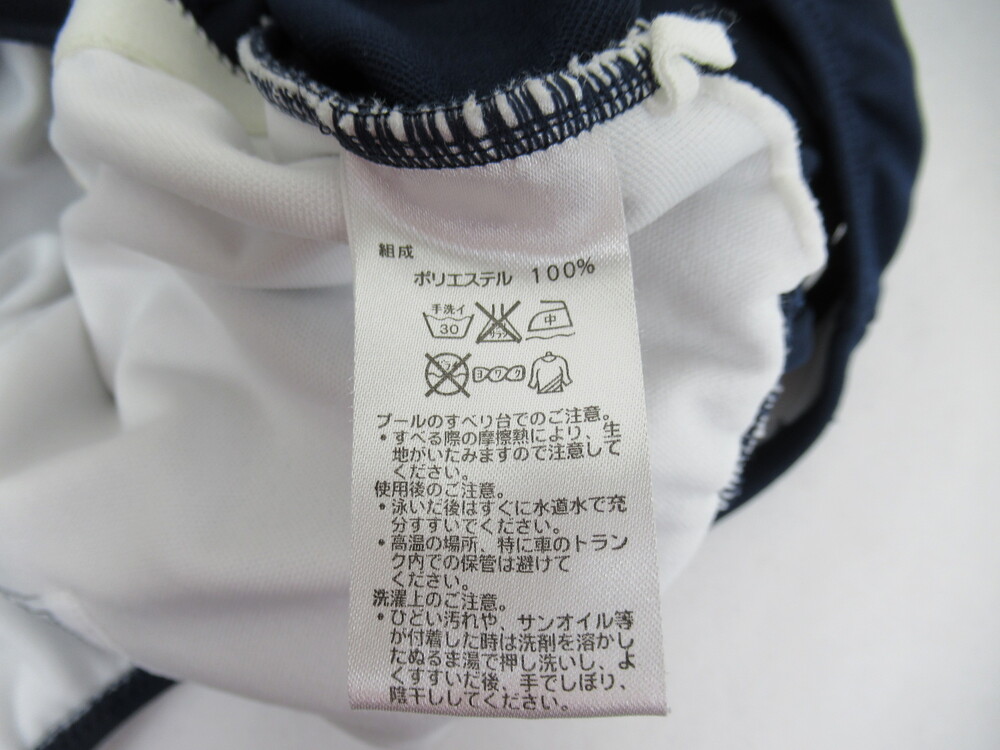 組成
ポリエステル 100%
手洗イ
30
エンソサラシ
中
ヨワク
プールのすべり台でのご注意。
・すべる際の摩擦熱により、生
地がいたみますので注意して
ください。
使用後のご注意。
・泳いだ後はすぐに水道水で充
分すすいでください。
・高温の場所、特に車のトラン
ク内での保管は避けて
ください。
洗濯上のご注意。
・ひどい汚れや、サンオイル等
が付着した時は洗剤を溶かし
たぬるま湯で押し洗いし、よ
くすすいだ後、手でしぼり、
陰干ししてください。